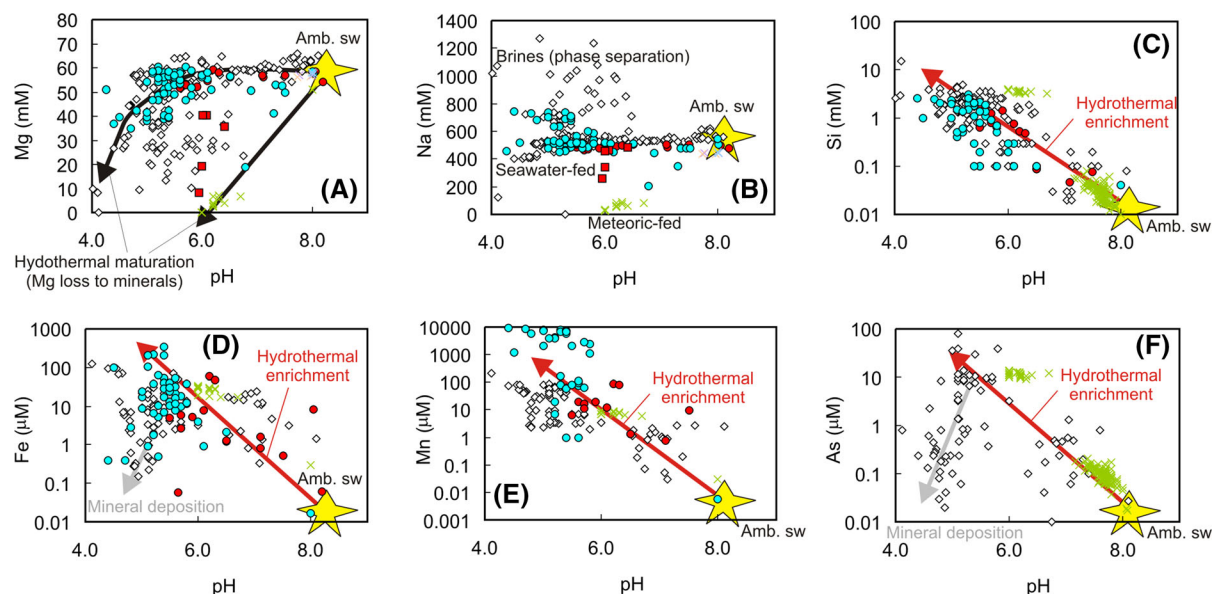 80
70
60
50
40
30
20
10
0
4.0
6.0
8.0
Mg (mM)
pH
Amb. sw
(A)
Hydothermal maturation
(Mg loss to minerals)
1400
1200
1000
800
600
400
200
0
4.0
6.0
8.0
Na (mM)
pH
Brines (phase separation)
Amb. sw
Seawater-fed
Meteoric-fed
(B)
100
10
1
0.1
0.01
4.0
6.0
8.0
Si (mM)
pH
(C)
Hydrothermal
enrichment
Amb. sw
1000
100
10
1
0.1
0.01
4.0
6.0
8.0
Fe (μM)
pH
(D)
Hydrothermal
enrichment
Mineral deposition
Amb. sw
10000
1000
100
10
1
0.1
0.01
0.001
4.0
6.0
8.0
Mn (μM)
pH
Hydrothermal
enrichment
(E)
Amb. sw
100
10
1
0.1
0.01
4.0
6.0
8.0
As (μM)
pH
(F)
Hydrothermal
enrichment
Mineral deposition
Amb. sw